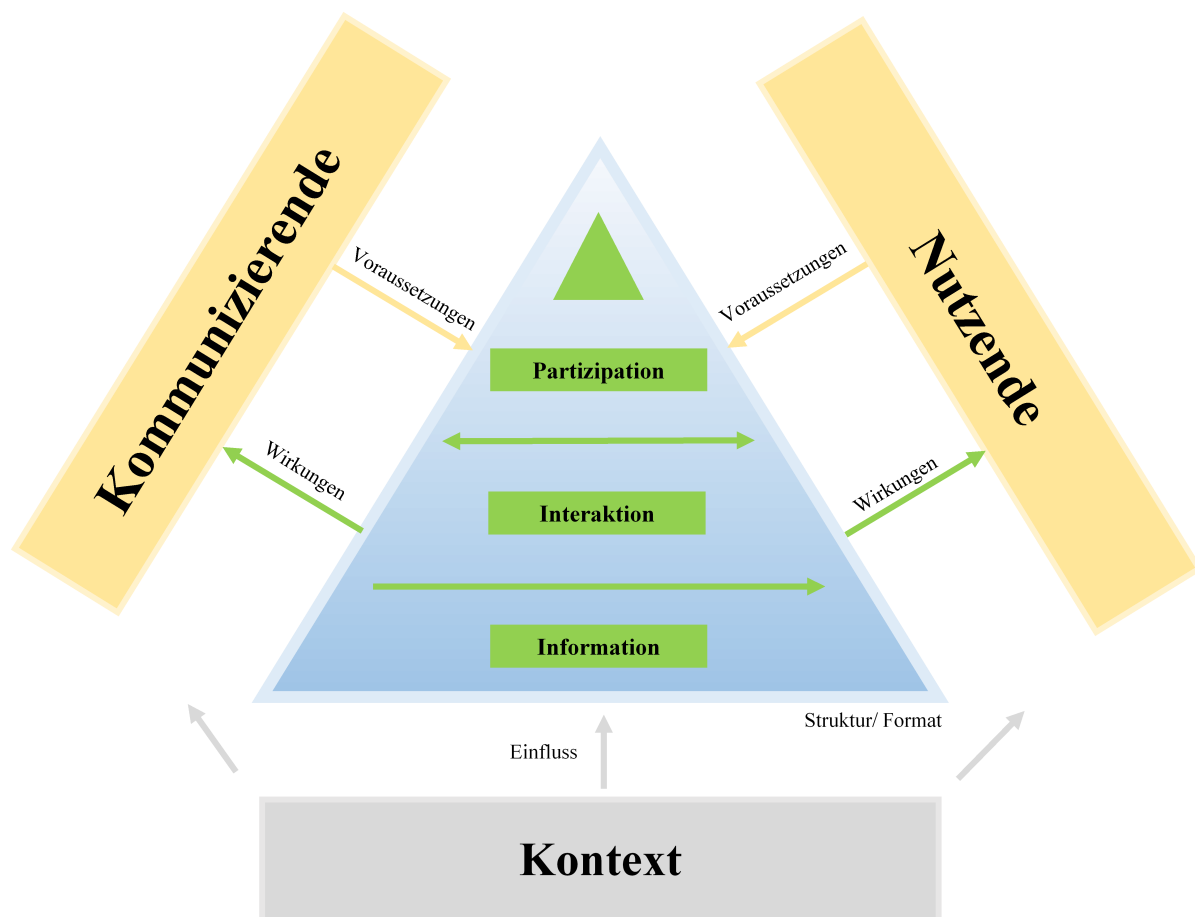 Kommunizierende
Nutzende
Voraussetzungen
Voraussetzungen
Partizipation
Wirkungen
Wirkungen
Interaktion
Information
Struktur/ Format
Einfluss
Kontext